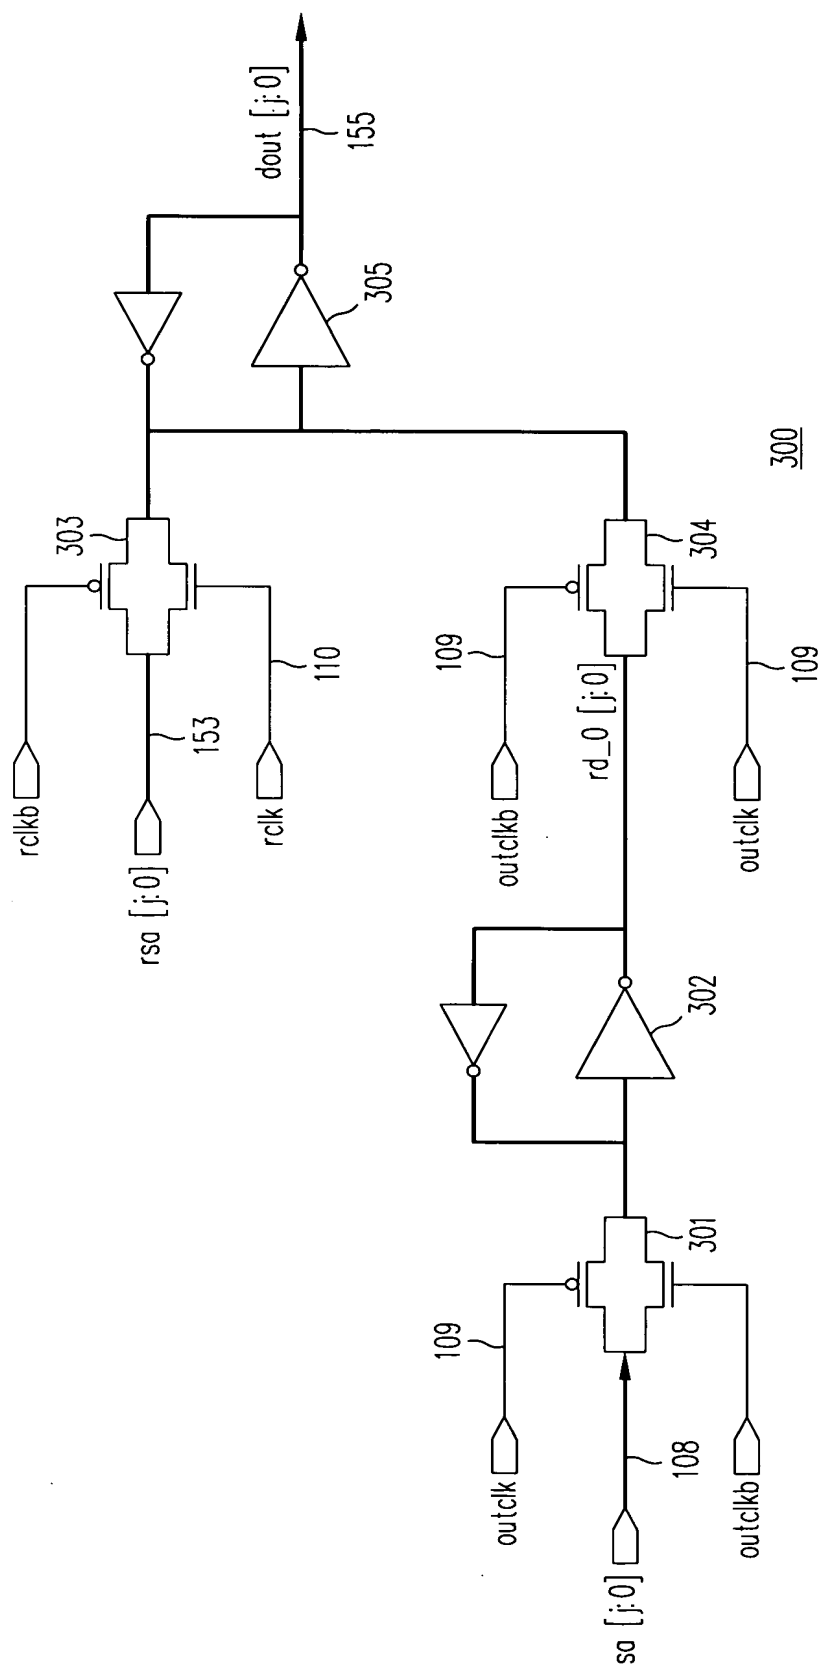 rclkb
303
rsa [j:0]
153
rclk
110
dout [j:0]
155
305
sa [j:0]
108
outclk
109
outclkb
301
302
rd_0 [j:0]
outclkb
109
outclk
109
304
300